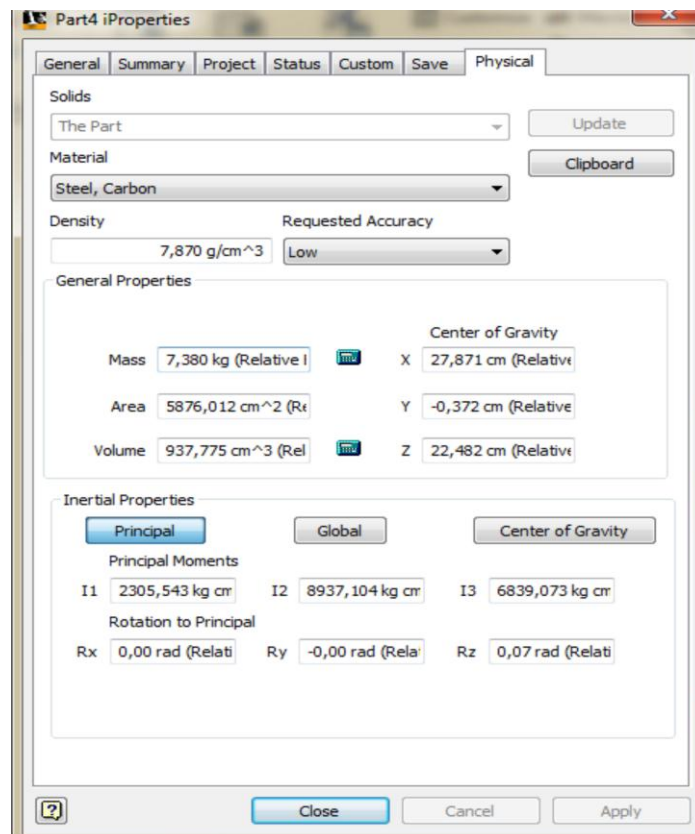 Part4 iProperties
General Summary Project Status Custom Save Physical
Solids
The Part Update
Material Clipboard
Steel, Carbon
Density Requested Accuracy
7,870 g/cm^3 Low
General Properties
Center of Gravity
Mass 7,380 kg (Relative X 27,871 cm (Relative
Area 5876,012 cm^2 (Re Y -0,372 cm (Relative
Volume 937,775 cm^3 (Rel Z 22,482 cm (Relative
Inertial Properties
Principal Global Center of Gravity
Principal Moments
I1 2305,543 kg cm I2 8937,104 kg cm I3 6839,073 kg cm
Rotation to Principal
Rx 0,00 rad (Relati Ry -0,00 rad (Rela Rz 0,07 rad (Relati
? Close Cancel Apply